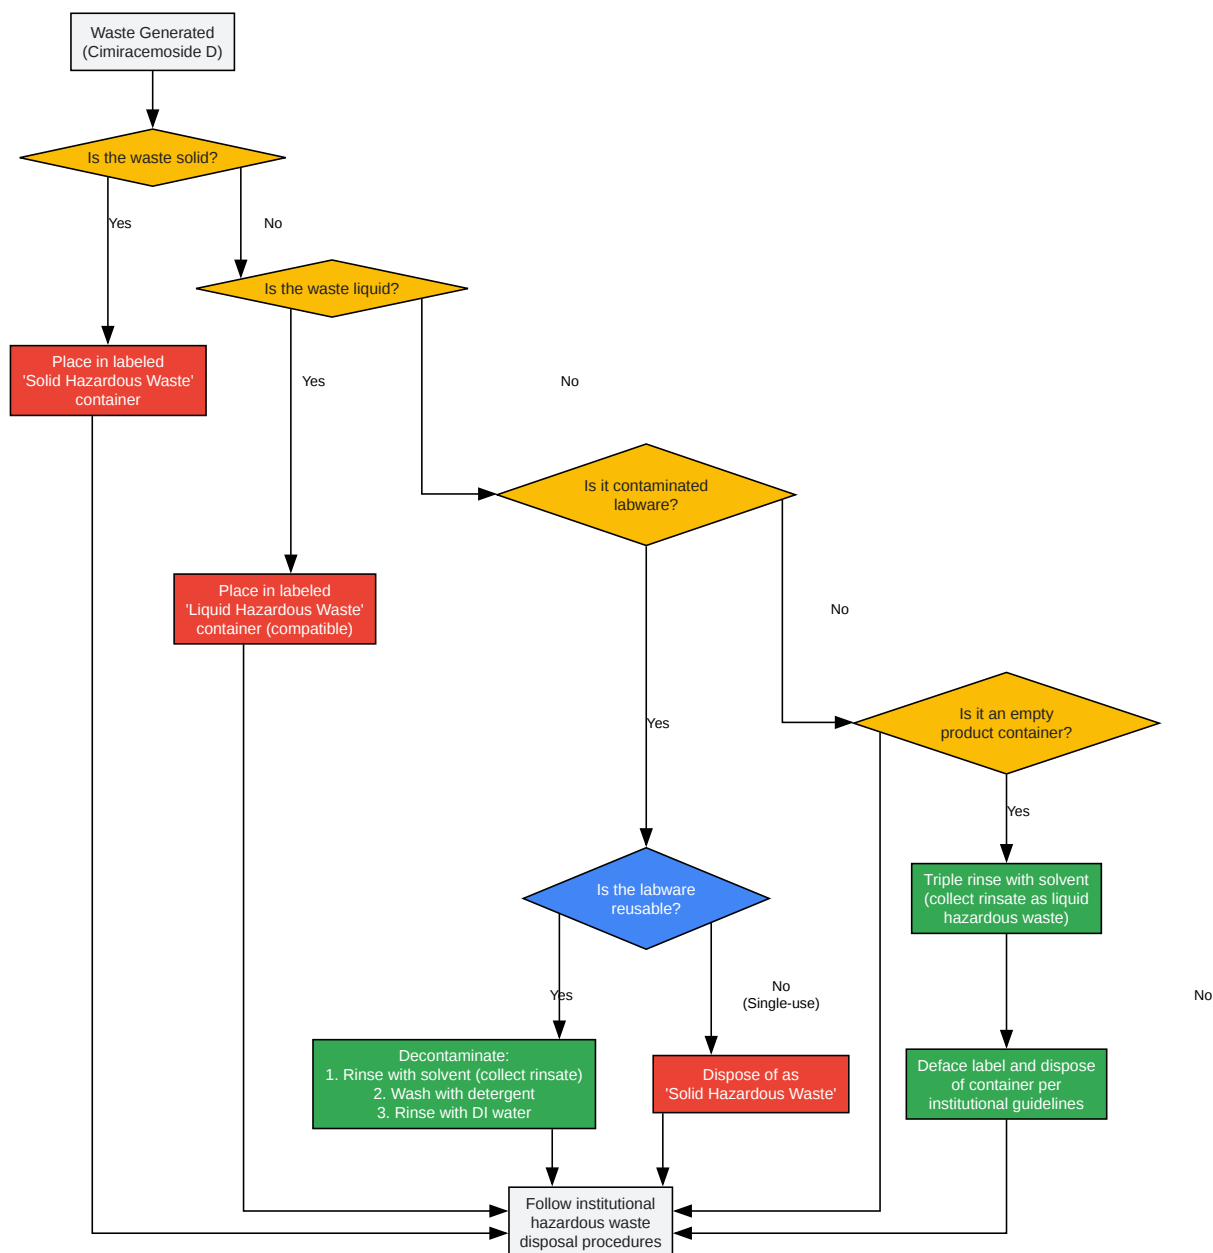 Waste Generated
(Cimiracemoside D)
Is the waste solid?
Yes
No
Is the waste liquid?
Place in labeled
'Solid Hazardous Waste'
container
Yes
No
Is it contaminated
labware?
Place in labeled
'Liquid Hazardous Waste'
container (compatible)
No
Yes
Is it an empty
product container?
Yes
Is the labware
reusable?
Triple rinse with solvent
(collect rinsate as liquid
hazardous waste)
Yes
No
(Single-use)
No
Decontaminate:
1. Rinse with solvent (collect rinsate)
2. Wash with detergent
3. Rinse with DI water
Dispose of as
'Solid Hazardous Waste'
Deface label and dispose
of container per
institutional guidelines
Follow institutional
hazardous waste
disposal procedures